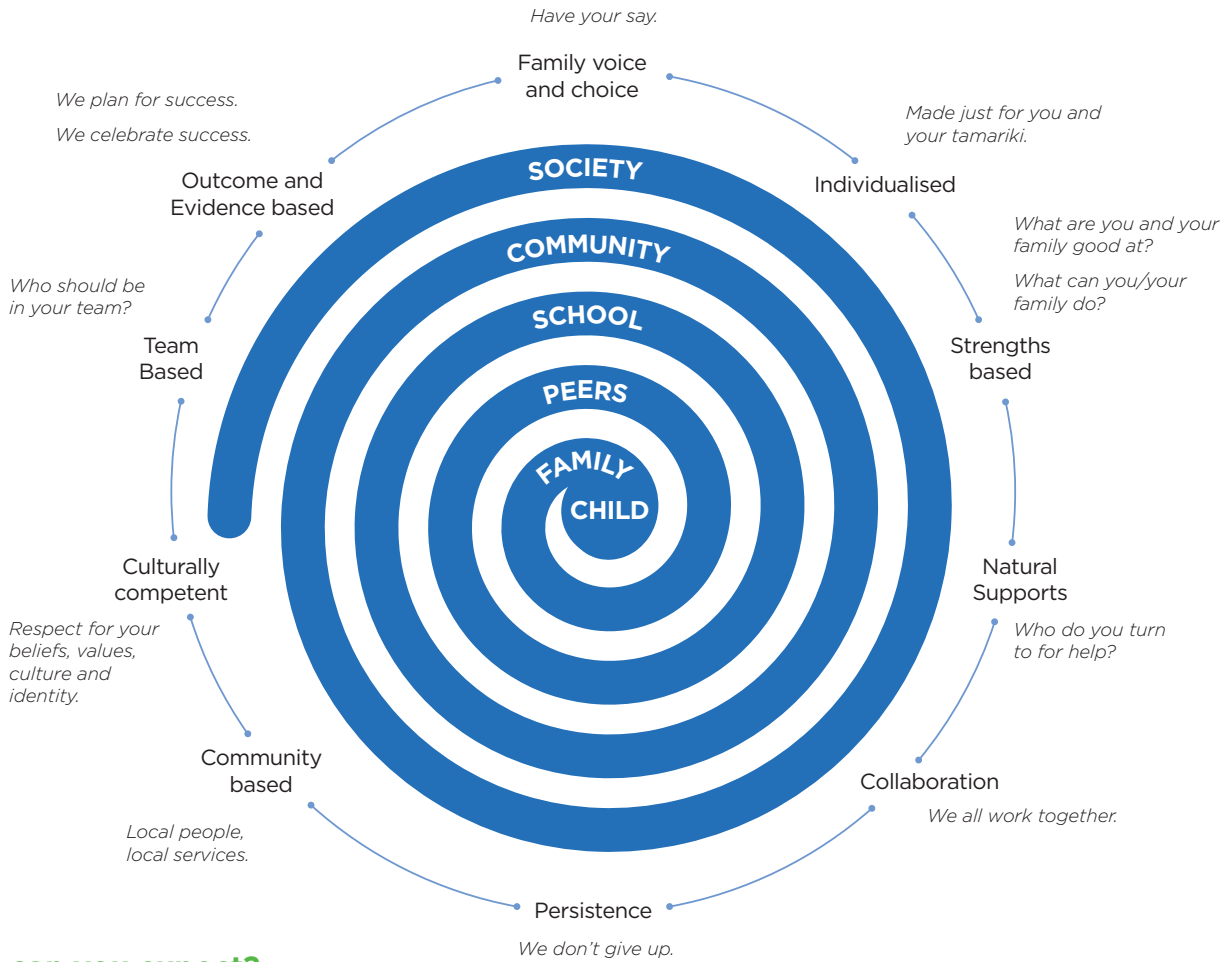 Have your say.
Family voice
and choice
Made just for you and
your tamariki.
Individualised
What are you and your
family good at?
What can you/your
family do?
Strengths
based
Natural
Supports
Who do you turn
to for help?
Collaboration
We all work together.
Persistence
We don't give up.
Community
based
Local people,
local services.
Culturally
competent
Respect for your
beliefs, values,
culture and
identity.
Team
Based
Who should be
in your team?
Outcome and
Evidence based
We plan for success.
We celebrate success.
SOCIETY
COMMUNITY
SCHOOL
PEERS
FAMILY
CHILD
can you expect?